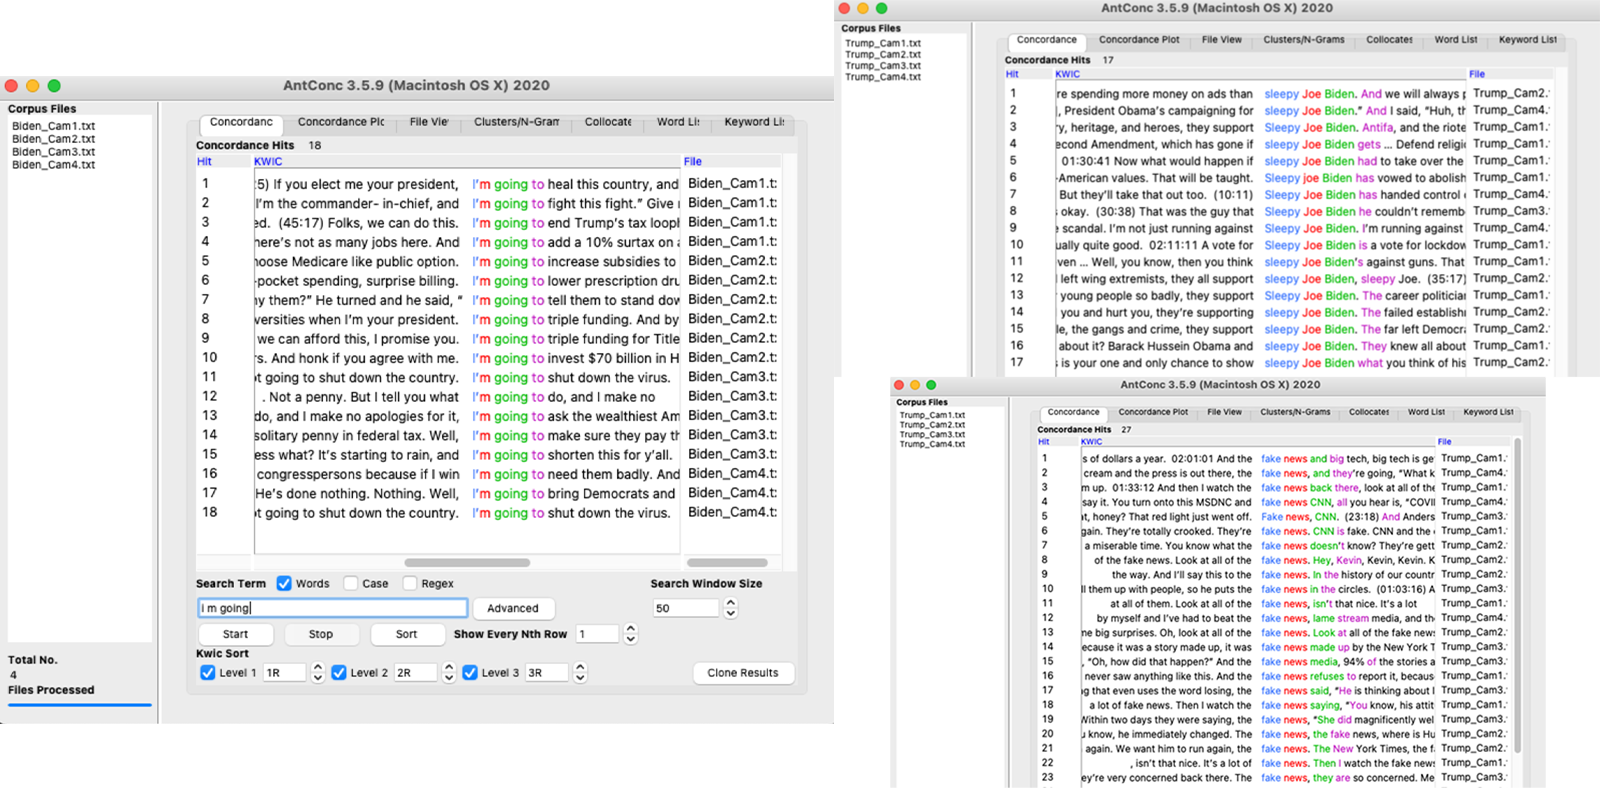 AntConc 3.5.9 (Macintosh OS X) 2020
Corpus Files
Biden_Cam1.txt
Biden_Cam2.txt
Biden_Cam3.txt
Biden_Cam4.txt
Concordanc Concordance Plc File Vie Clusters/N-Gram Collocate Word Li Keyword Li
Concordance Hits 18
Hit KWIC File
1 :5) If you elect me your president, I'm going to heal this country, and Biden_Cam1.t
2 I'm the commander- in-chief, and I'm going to fight this fight." Give Biden_Cam1.t
3 ed. (45:17) Folks, we can do this. I'm going to end Trump's tax loop Biden_Cam1.t
4 here's not as many jobs here. And I'm going to add a 10% surtax on Biden_Cam1.t
5 oose Medicare like public option. I'm going to increase subsidies to Biden_Cam2.t
6 -pocket spending, surprise billing. I'm going to lower prescription dru Biden_Cam2.t
7 ny them?" He turned and he said, " I'm going to tell them to stand dow Biden_Cam2.t
8 versities when I'm your president. I'm going to triple funding. And by Biden_Cam2.t
9 we can afford this, I promise you. I'm going to triple funding for Title Biden_Cam2.t
10 s. And honk if you agree with me. I'm going to invest $70 billion in H Biden_Cam2.t
11 ot going to shut down the country. I'm going to shut down the virus. Biden_Cam3.t
12 . Not a penny. But I tell you what I'm going to do, and I make no Biden_Cam3.t
13 do, and I make no apologies for it, I'm going to ask the wealthiest Am Biden_Cam3.t
14 solitary penny in federal tax. Well, I'm going to make sure they pay th Biden_Cam3.t
15 ess what? It's starting to rain, and I'm going to shorten this for y'all. Biden_Cam3.t
16 congresspersons because if I win I'm going to need them badly. And Biden_Cam4.t
17 He's done nothing. Nothing. Well, I'm going to bring Democrats and Biden_Cam4.t
18 ot going to shut down the country. I'm going to shut down the virus. Biden_Cam4.t
Search Term Words Case Regex Search Window Size
i m going Advanced 50
Start Stop Sort Show Every Nth Row 1
Kwic Sort
Level 1 1R Level 2 2R Level 3 3R Clone Results
Total No.
4
Files Processed
AntConc 3.5.9 (Macintosh OS X) 2020
Corpus Files
Trump_Cam1.txt
Trump_Cam2.txt
Trump_Cam3.txt
Trump_Cam4.txt
Concordance Concordance Plot File View Clusters/N-Grams Collocates Word List Keyword List
Concordance Hits 17
Hit KWIC File
1 re spending more money on ads than sleepy Joe Biden. And we will always p Trump_Cam2.
2 , President Obama's campaigning for sleepy Joe Biden." And I said, "Huh, th Trump_Cam4.
3 y, heritage, and heroes, they support Sleepy Joe Biden. Antifa, and the riote Trump_Cam1.
4 econd Amendment, which has gone if Sleepy Joe Biden gets ... Defend religi Trump_Cam1.
5 01:30:41 Now what would happen if sleepy Joe Biden had to take over the Trump_Cam1.
6 -American values. That will be taught. Sleepy joe Biden has vowed to abolish Trump_Cam1.
7 But they'll take that out too. (10:11) Sleepy Joe Biden has handed control Trump_Cam4.
8 okay. (30:38) That was the guy that Sleepy Joe Biden he couldn't rememb Trump_Cam3.
9 scandal. I'm not just running against Sleepy Joe Biden. I'm running against Trump_Cam4.
10 ually quite good. 02:11:11 A vote for Sleepy Joe Biden is a vote for lockdow Trump_Cam1.
11 ven ... Well, you know, then you think sleepy Joe Biden's against guns. That Trump_Cam1.
12 left wing extremists, they all support Sleepy Joe Biden, sleepy Joe. (35:17) Trump_Cam2.
13 young people so badly, they support Sleepy Joe Biden. The career politician Trump_Cam1.
14 you and hurt you, they're supporting Sleepy Joe Biden. The failed establishm Trump_Cam1.
15 le, the gangs and crime, they support sleepy Joe Biden. The far left Democra Trump_Cam2.
16 about it? Barack Hussein Obama and sleepy Joe Biden. They knew all about Trump_Cam1.
17 s is your one and only chance to show sleepy Joe Biden what you think of his Trump_Cam2.
AntConc 3.5.9 (Macintosh OS X) 2020
Corpus Files
Trump_Cam1.txt
Trump_Cam2.txt
Trump_Cam3.txt
Trump_Cam4.txt
Concordance Concordance Plot File View Clusters/N-Grams Collocates Word List Keyword List
Concordance Hits 27
Hit KWIC File
1 s of dollars a year. 02:01:01 And the fake news and big tech, big tech is ge Trump_Cam1.
2 cream and the press is out there, the fake news, and they're going, "What k Trump_Cam4.
3 m up. 01:33:12 And then I watch the fake news back there, look at all of the Trump_Cam1.
4 say it. You turn onto this MSDNC and fake news CNN, all you hear is, "COVI Trump_Cam4.
5 at, honey? That red light just went off. Fake news, CNN. (23:18) And Anders Trump_Cam3.
6 gain. They're totally crooked. They're fake news. CNN is fake. CNN and the Trump_Cam1.
7 a miserable time. You know what the fake news doesn't know? They're gett Trump_Cam2.
8 of the fake news. Look at all of the fake news. Hey, Kevin, Kevin, Kevin. K Trump_Cam2.
9 the way. And I'll say this to the fake news. In the history of our countr Trump_Cam2.
10 ll them up with people, so he puts the fake news in the circles. (01:03:16) A Trump_Cam2.
11 at all of them. Look at all of the fake news, isn't that nice. It's a lot Trump_Cam1.
12 by myself and I've had to beat the fake news, lame stream media, and the Trump_Cam2.
13 ne big surprises. Oh, look at all of the fake news. Look at all of the fake news Trump_Cam2.
14 ecause it was a story made up, it was fake news made up by the New York T Trump_Cam1.
15 , "Oh, how did that happen?" And the fake news media, 94% of the stories a Trump_Cam3.
16 never saw anything like this. And the fake news refuses to report it, becaus Trump_Cam1.
17 ng that even uses the word losing, the fake news said, "He is thinking about l Trump_Cam3.
18 a lot of fake news. Then I watch the fake news saying, "You know, his attit Trump_Cam1.
19 Within two days they were saying, the fake news, "She did magnificently wel Trump_Cam3.
20 u know, he immediately changed. The fake news, the fake news, where is Hu Trump_Cam2.
21 again. We want him to run again, the fake news. The New York Times, the f Trump_Cam2.
22 , isn't that nice. It's a lot of fake news. Then I watch the fake news Trump_Cam1.
23 ey're very concerned back there. The fake news, they are so concerned. Me Trump_Cam3.